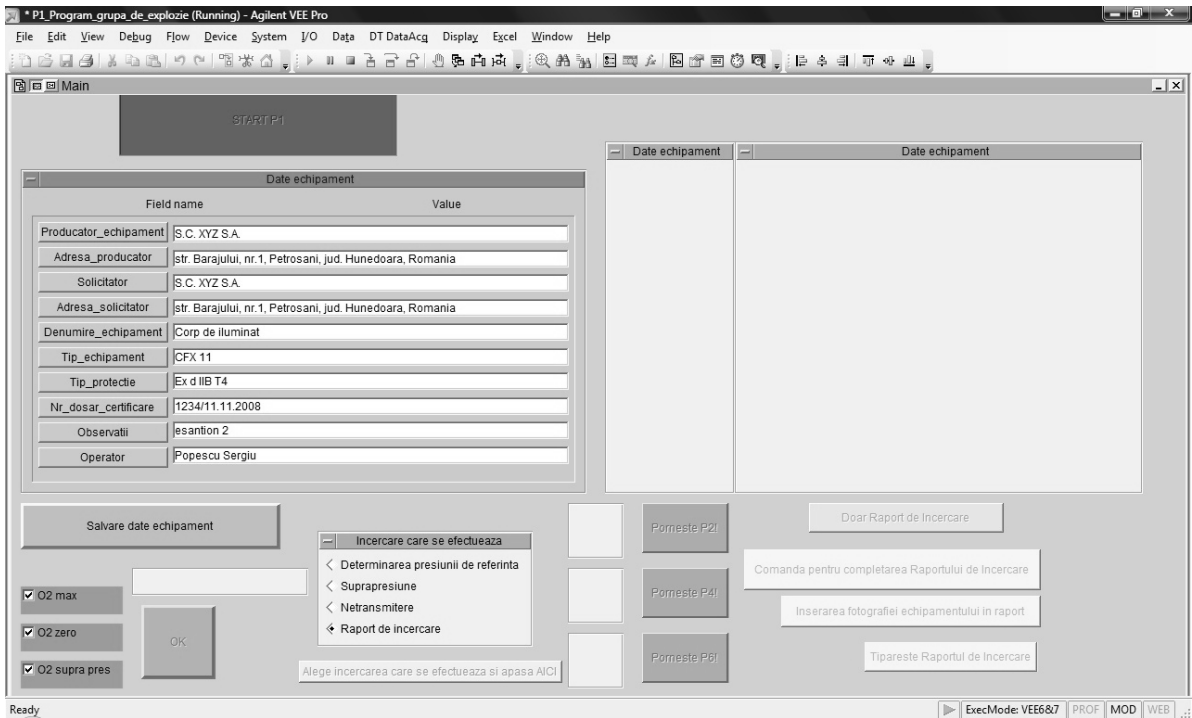 * P1_Program_grupa_de_explozie (Running) - Agilent VEE Pro
File Edit View Debug Flow Device System I/O Data DT DataAcq Display Excel Window Help
Main
START P1
Date echipament
Field name Value
Producator_echipament S.C. XYZ S.A.
Adresa_producator str. Barajului, nr.1, Petrosani, jud. Hunedoara, Romania
Solicitator S.C. XYZ S.A.
Adresa_solicitator str. Barajului, nr.1, Petrosani, jud. Hunedoara, Romania
Denumire_echipament Corp de iluminat
Tip_echipament CFX 11
Tip_protectie Ex d IIB T4
Nr_dosar_certificare 1234/11.11.2008
Observatii esantion 2
Operator Popescu Sergiu
Date echipament Date echipament
Salvare date echipament
O2 max
O2 zero
O2 supra pres
OK
Incercare care se efectueaza
Determinarea presiunii de referinta
Suprapresiune
Netransmitere
Raport de incercare
Alege incercarea care se efectueaza si apasa AICI
Porneste P2!
Porneste P4!
Porneste P6!
Doar Raport de Incercare
Comanda pentru completarea Raportului de Incercare
Inserarea fotografiei echipamentului in raport
Tipareste Raportul de Incercare
Ready ExecMode: VEE6&7 PROF MOD WEB